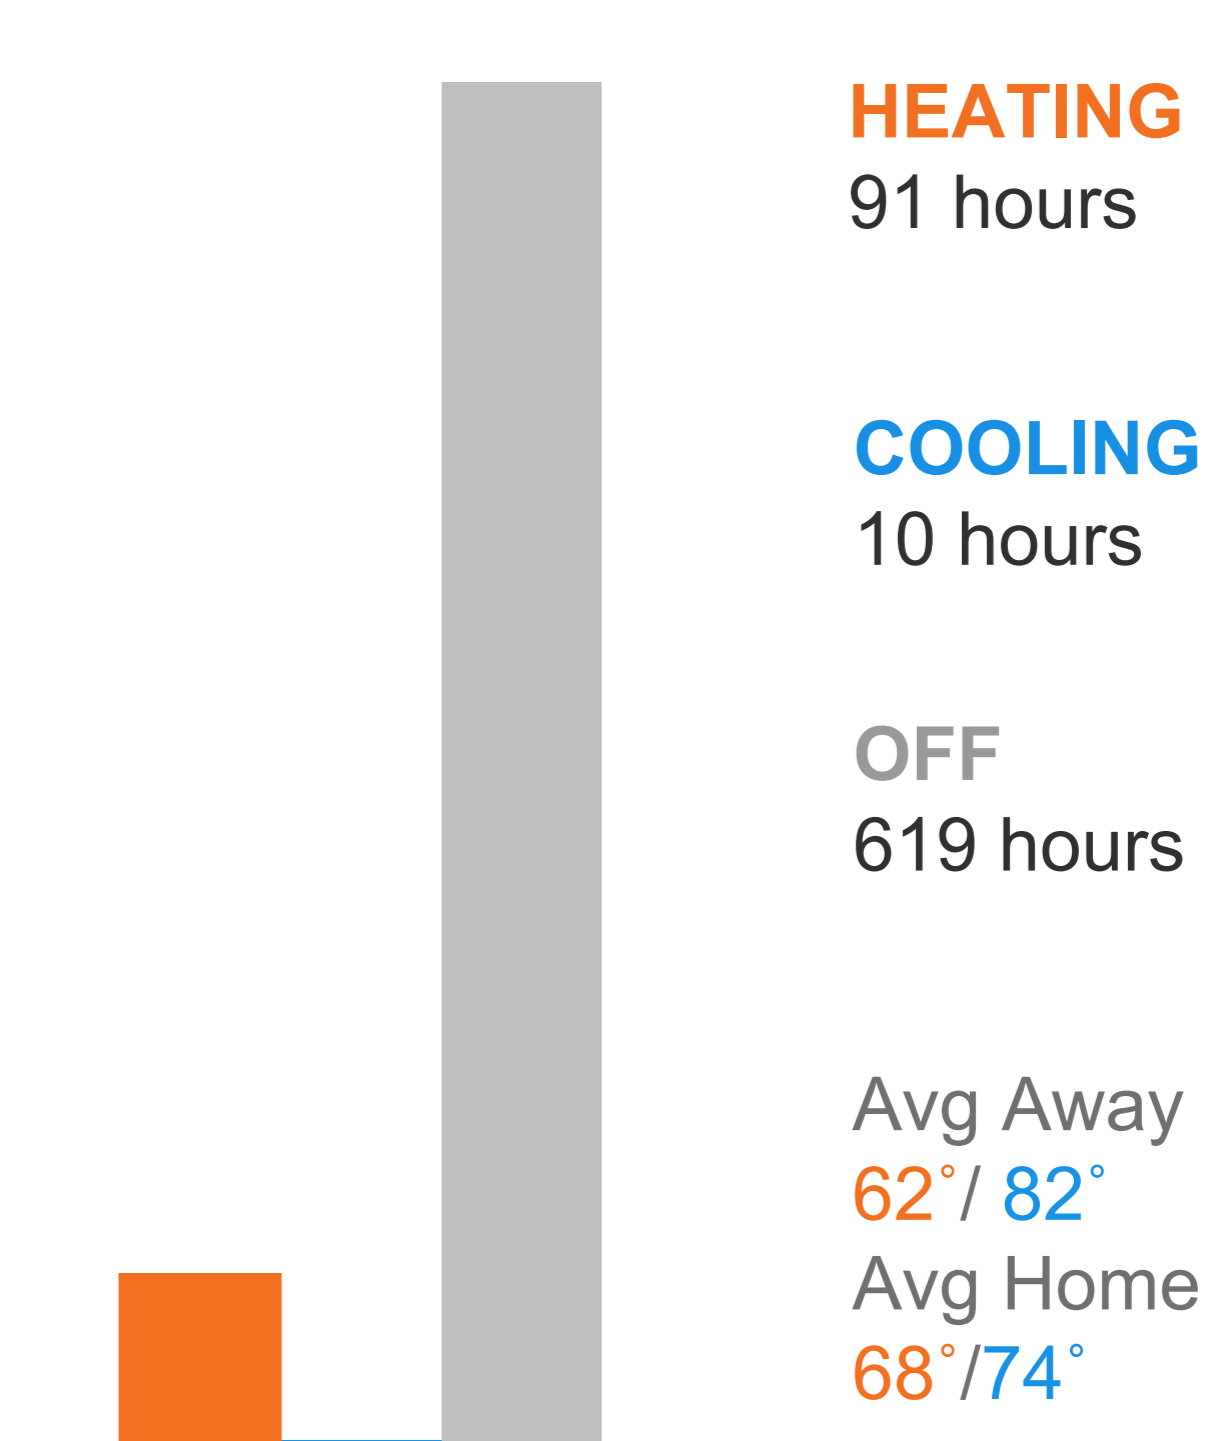 HEATING
91 hours
COOLING
10 hours
OFF
619 hours
Avg Away
62°/ 82°
Avg Home
68°/74°